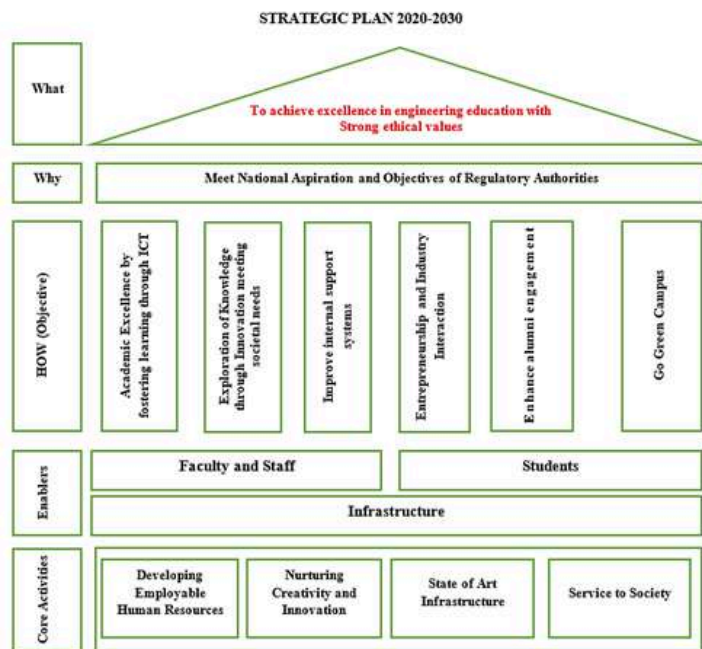 STRATEGIC PLAN 2020-2030
What
To achieve excellence in engineering education with
Strong ethical values
Why
Meet National Aspiration and Objectives of Regulatory Authorities
HOW (Objective)
Academic Excellence by
fostering learning through ICT
Exploration of Knowledge
through Innovation meeting
societal needs
Improve internal support
systems
Entrepreneurship and Industry
Interaction
Enhance alumni engagement
Go Green Campus
Enablers
Faculty and Staff
Students
Infrastructure
Core Activities
Developing
Employable
Human Resources
Nurturing
Creativity and
Innovation
State of Art
Infrastructure
Service to Society